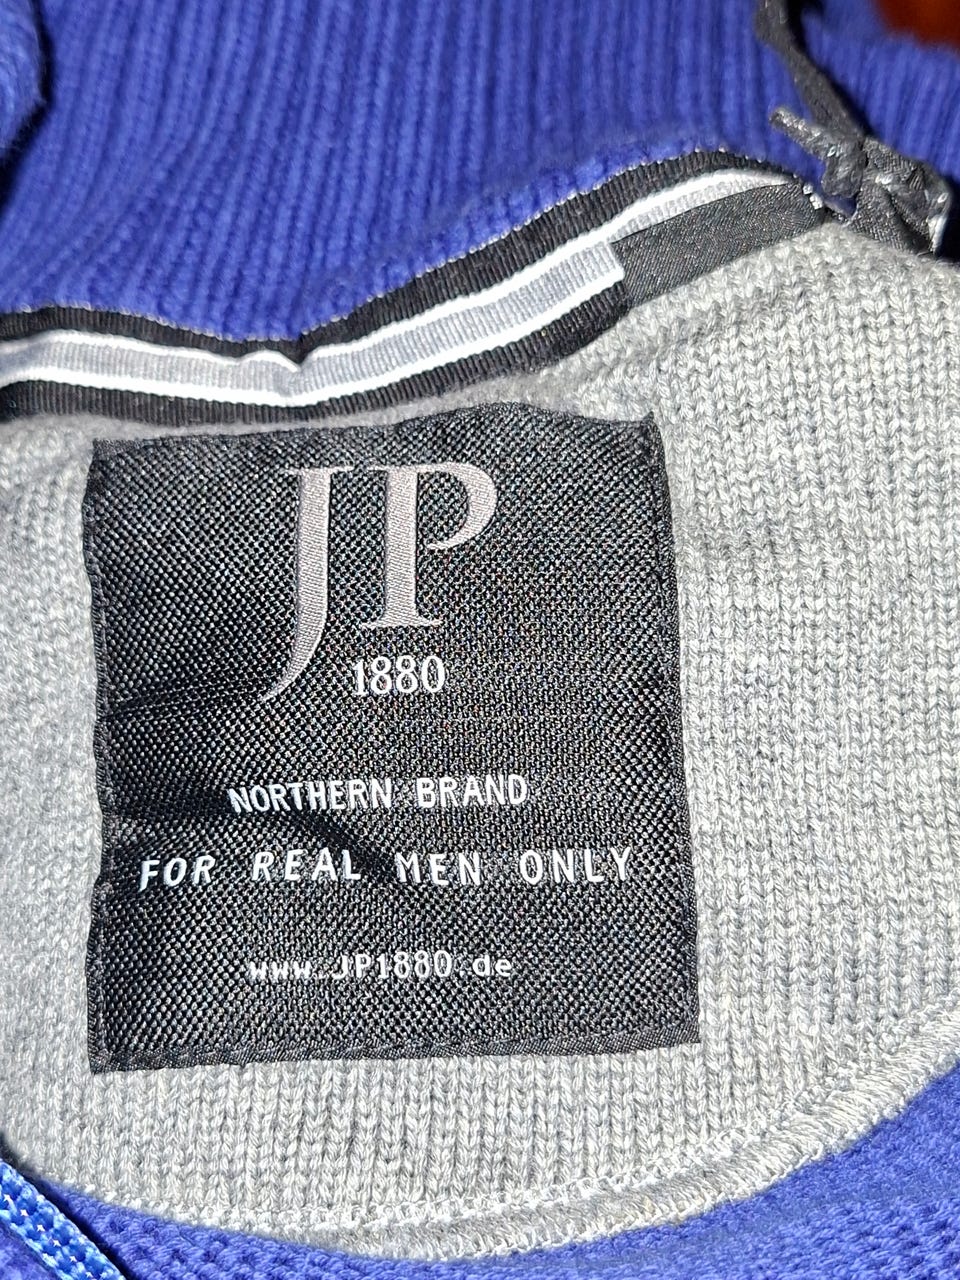 JP
1880
NORTHERN BRAND
FOR REAL MEN ONLY
www.JP1880.de